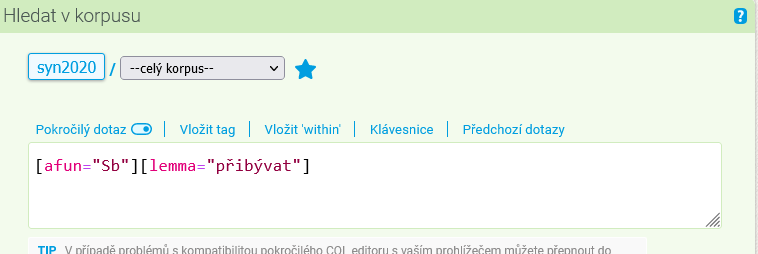 Hledat v korpusu ?
syn2020 / --celý korpus--
Pokročilý dotaz | Vložit tag | Vložit 'within' | Klávesnice | Předchozí dotazy
[afun="Sb"][lemma="přibývat"]
TIP V případě problémů s kompatibilitou pokročilého CQL editoru s vaším prohlížečem můžete přepnout do